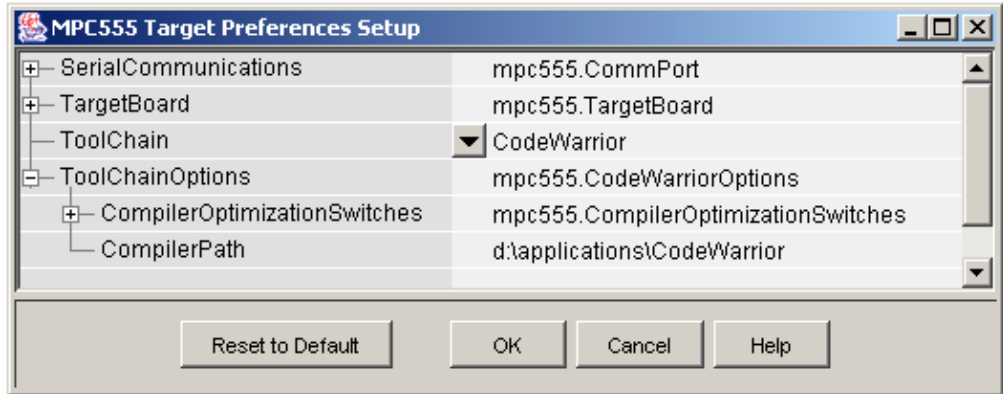 MPC555 Target Preferences Setup
SerialCommunications mpc555.CommPort
TargetBoard mpc555.TargetBoard
ToolChain CodeWarrior
ToolChainOptions mpc555.CodeWarriorOptions
CompilerOptimizationSwitches mpc555.CompilerOptimizationSwitches
CompilerPath d:\applications\CodeWarrior
Reset to Default OK Cancel Help